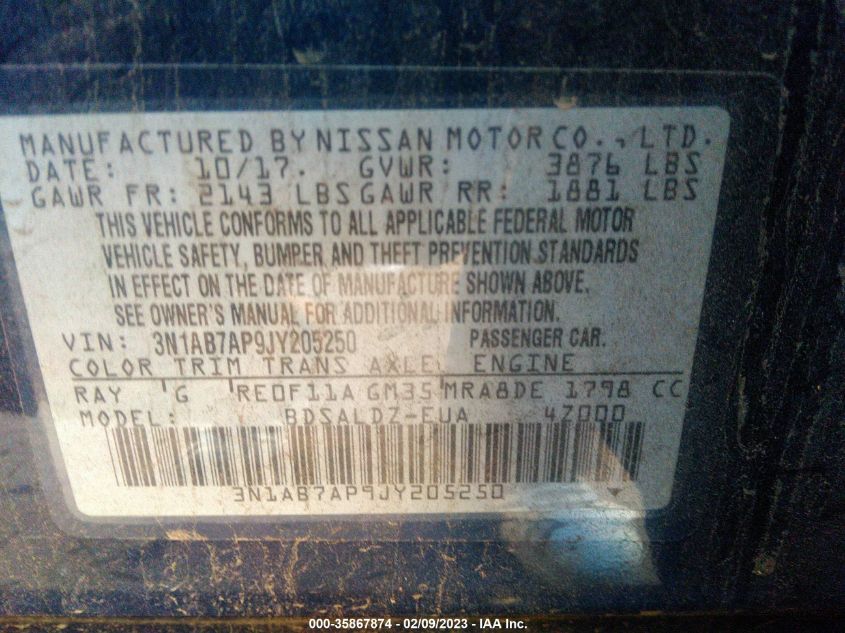 MANUFACTURED BY NISSAN MOTOR CO., LTD.
DATE: 10/17. GVWR: 3876 LBS
GAWR FR: 2143 LBS GAWR RR: 1881 LBS
THIS VEHICLE CONFORMS TO ALL APPLICABLE FEDERAL MOTOR
VEHICLE SAFETY, BUMPER AND THEFT PREVENTION STANDARDS
IN EFFECT ON THE DATE OF MANUFACTURE SHOWN ABOVE.
SEE OWNER'S MANUAL FOR ADDITIONAL INFORMATION.
VIN: 3N1AB7AP9JY205250 PASSENGER CAR.
COLOR TRIM TRANS AXLE ENGINE
RAY G RE0F11A GM35 MRA8DE 1798 CC
MODEL: BDSALDZ-EUA 4Z000
3N1AB7AP9JY205250
000-35867874 - 02/09/2023 - IAA Inc.